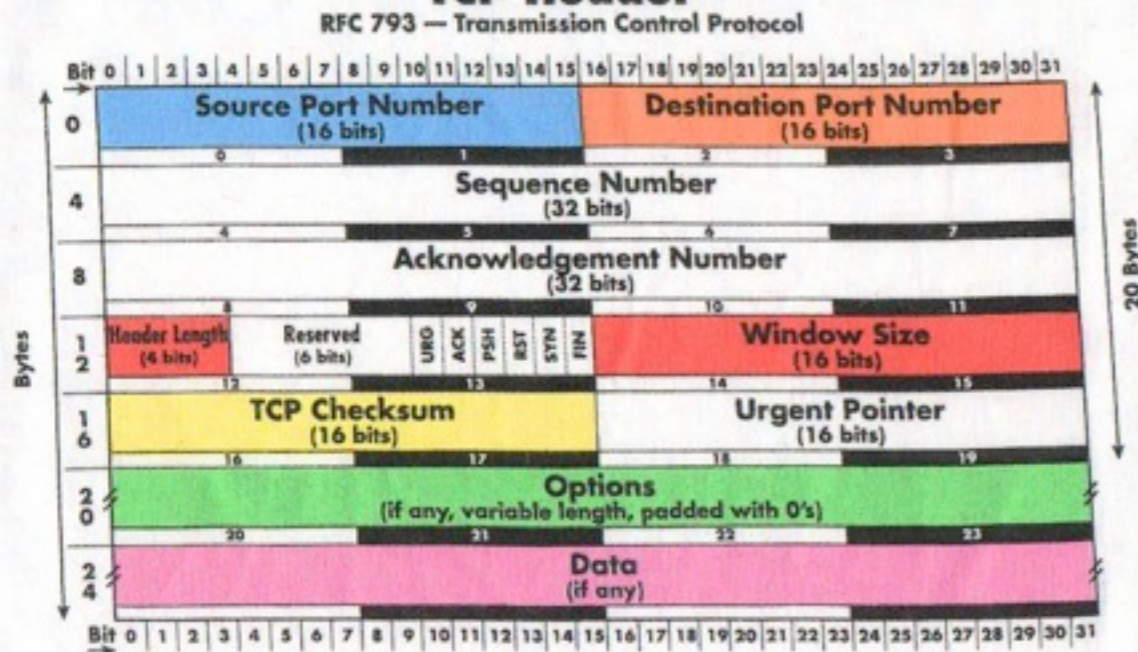 TCP Header
RFC 793 — Transmission Control Protocol
Bit 0 1 2 3 4 5 6 7 8 9 10 11 12 13 14 15 16 17 18 19 20 21 22 23 24 25 26 27 28 29 30 31
0 Source Port Number Destination Port Number
(16 bits) (16 bits)
0 1 2 3
4 Sequence Number
(32 bits)
4 5 6 7
8 Acknowledgement Number
(32 bits)
8 9 10 11
12 Header Length Reserved URG ACK PSH RST SYN FIN Window Size
(4 bits) (6 bits) (16 bits)
12 13 14 15
16 TCP Checksum Urgent Pointer
(16 bits) (16 bits)
16 17 18 19
20 Options
(if any, variable length, padded with 0's)
20 21 22 23
24 Data
(if any)
Bit 0 1 2 3 4 5 6 7 8 9 10 11 12 13 14 15 16 17 18 19 20 21 22 23 24 25 26 27 28 29 30 31
Bytes
20 Bytes